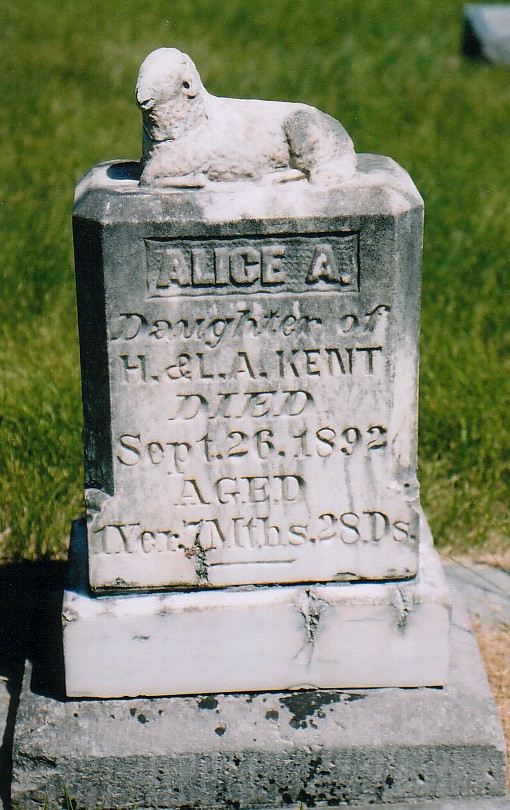 ALICE A.
Daughter of
H. & L. A. KENT
DIED
Sept. 26. 1892
AGED
1 Yer. 7 Mths. 28. Ds.